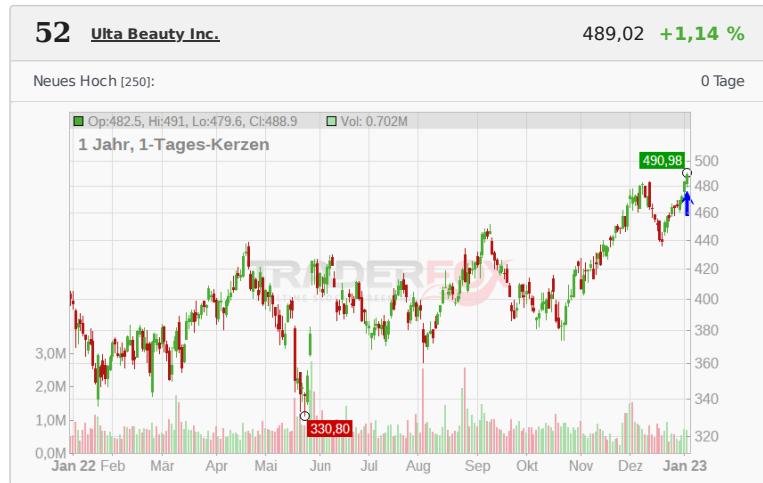 52 Ulta Beauty Inc. 489,02 +1,14 %
Neues Hoch [250]: 0 Tage
Op:482.5, Hi:491, Lo:479.6, Cl:488.9 Vol: 0.702M
1 Jahr, 1-Tages-Kerzen
490,98
500
480
460
440
TRADERFOX
420
400
380
3,0M 360
2,0M
340
1,0M
330,80
320
0,0M
Jan 22 Feb Mär Apr Mai Jun Jul Aug Sep Okt Nov Dez Jan 23